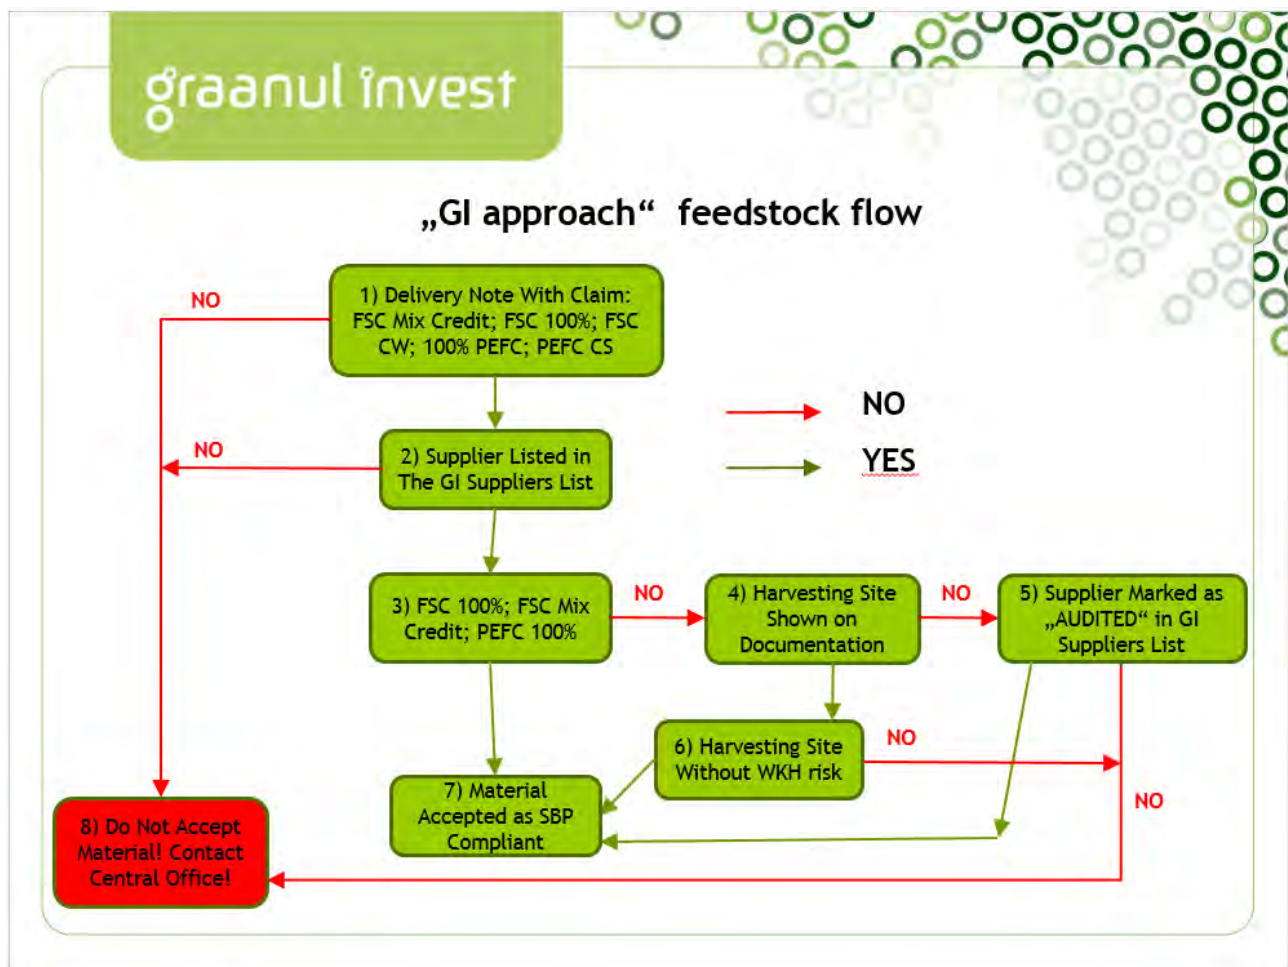 graanul invest
„GI approach“ feedstock flow
NO
1) Delivery Note With Claim:
FSC Mix Credit; FSC 100%; FSC
CW; 100% PEFC; PEFC CS
NO
YES
NO
2) Supplier Listed in
The GI Suppliers List
3) FSC 100%; FSC Mix
Credit; PEFC 100%
NO
4) Harvesting Site
Shown on
Documentation
NO
5) Supplier Marked as
„AUDITED“ in GI
Suppliers List
6) Harvesting Site
Without WKH risk
NO
7) Material
Accepted as SBP
Compliant
NO
8) Do Not Accept
Material! Contact
Central Office!